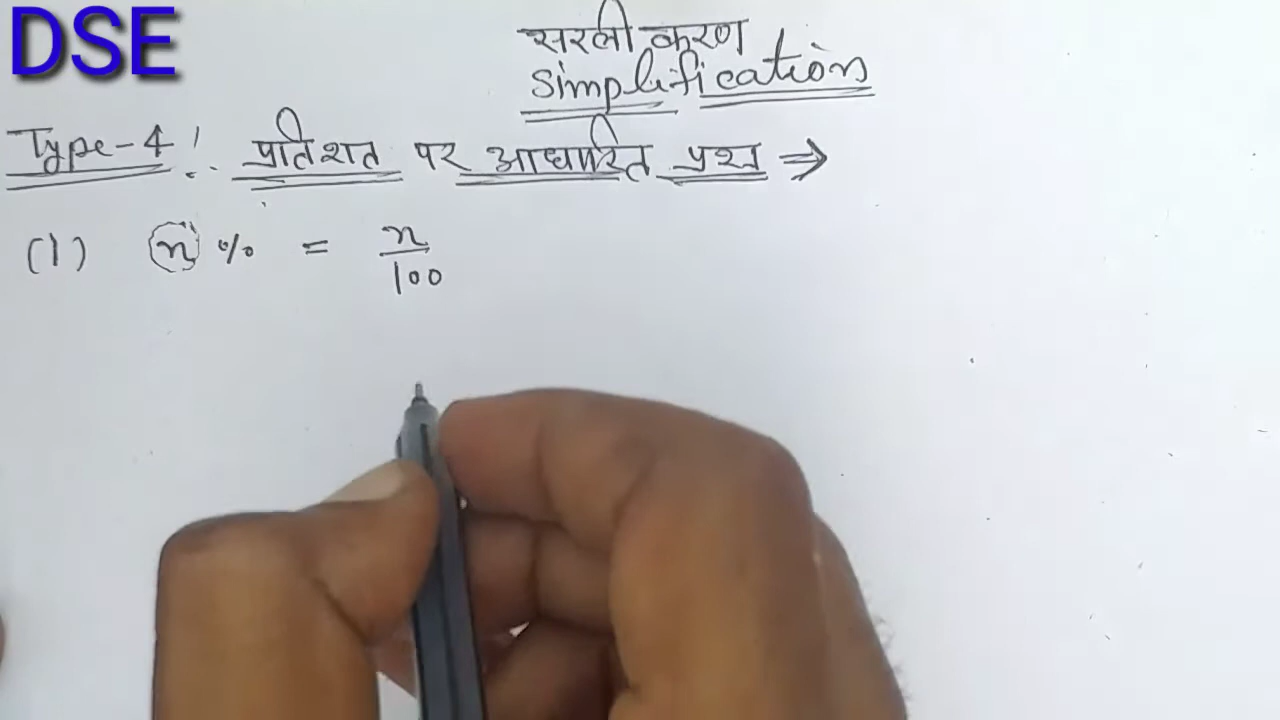 DSE
सरलीकरण
Simplification
Type-4 :. प्रतिशत पर आधारित प्रश्न ⇒
(1) n % = n/100